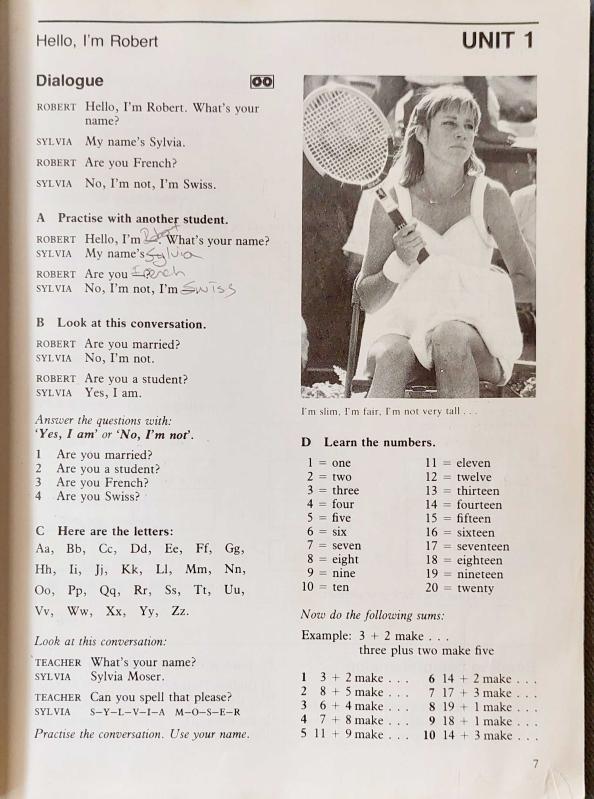 Hello, I'm Robert
UNIT 1
Dialogue
ROBERT Hello, I'm Robert. What's your
name?
SYLVIA My name's Sylvia.
ROBERT Are you French?
SYLVIA No, I'm not, I'm Swiss.
A Practise with another student.
ROBERT Hello, I'm Robert. What's your name?
SYLVIA My name's Sylvia
ROBERT Are you French?
SYLVIA No, I'm not, I'm Swiss
B Look at this conversation.
ROBERT Are you married?
SYLVIA No, I'm not.
ROBERT Are you a student?
SYLVIA Yes, I am.
Answer the questions with:
'Yes, I am' or 'No, I'm not'.
1 Are you married?
2 Are you a student?
3 Are you French?
4 Are you Swiss?
C Here are the letters:
Aa, Bb, Cc, Dd, Ee, Ff, Gg,
Hh, Ii, Jj, Kk, Ll, Mm, Nn,
Oo, Pp, Qq, Rr, Ss, Tt, Uu,
Vv, Ww, Xx, Yy, Zz.
Look at this conversation:
TEACHER What's your name?
SYLVIA Sylvia Moser.
TEACHER Can you spell that please?
SYLVIA S–Y–L–V–I–A M–O–S–E–R
Practise the conversation. Use your name.
I'm slim, I'm fair, I'm not very tall . . .
D Learn the numbers.
1 = one 11 = eleven
2 = two 12 = twelve
3 = three 13 = thirteen
4 = four 14 = fourteen
5 = five 15 = fifteen
6 = six 16 = sixteen
7 = seven 17 = seventeen
8 = eight 18 = eighteen
9 = nine 19 = nineteen
10 = ten 20 = twenty
Now do the following sums:
Example: 3 + 2 make . . .
three plus two make five
1 3 + 2 make . . . 6 14 + 2 make . . .
2 8 + 5 make . . . 7 17 + 3 make . . .
3 6 + 4 make . . . 8 19 + 1 make . . .
4 7 + 8 make . . . 9 18 + 1 make . . .
5 11 + 9 make . . . 10 14 + 3 make . . .
7